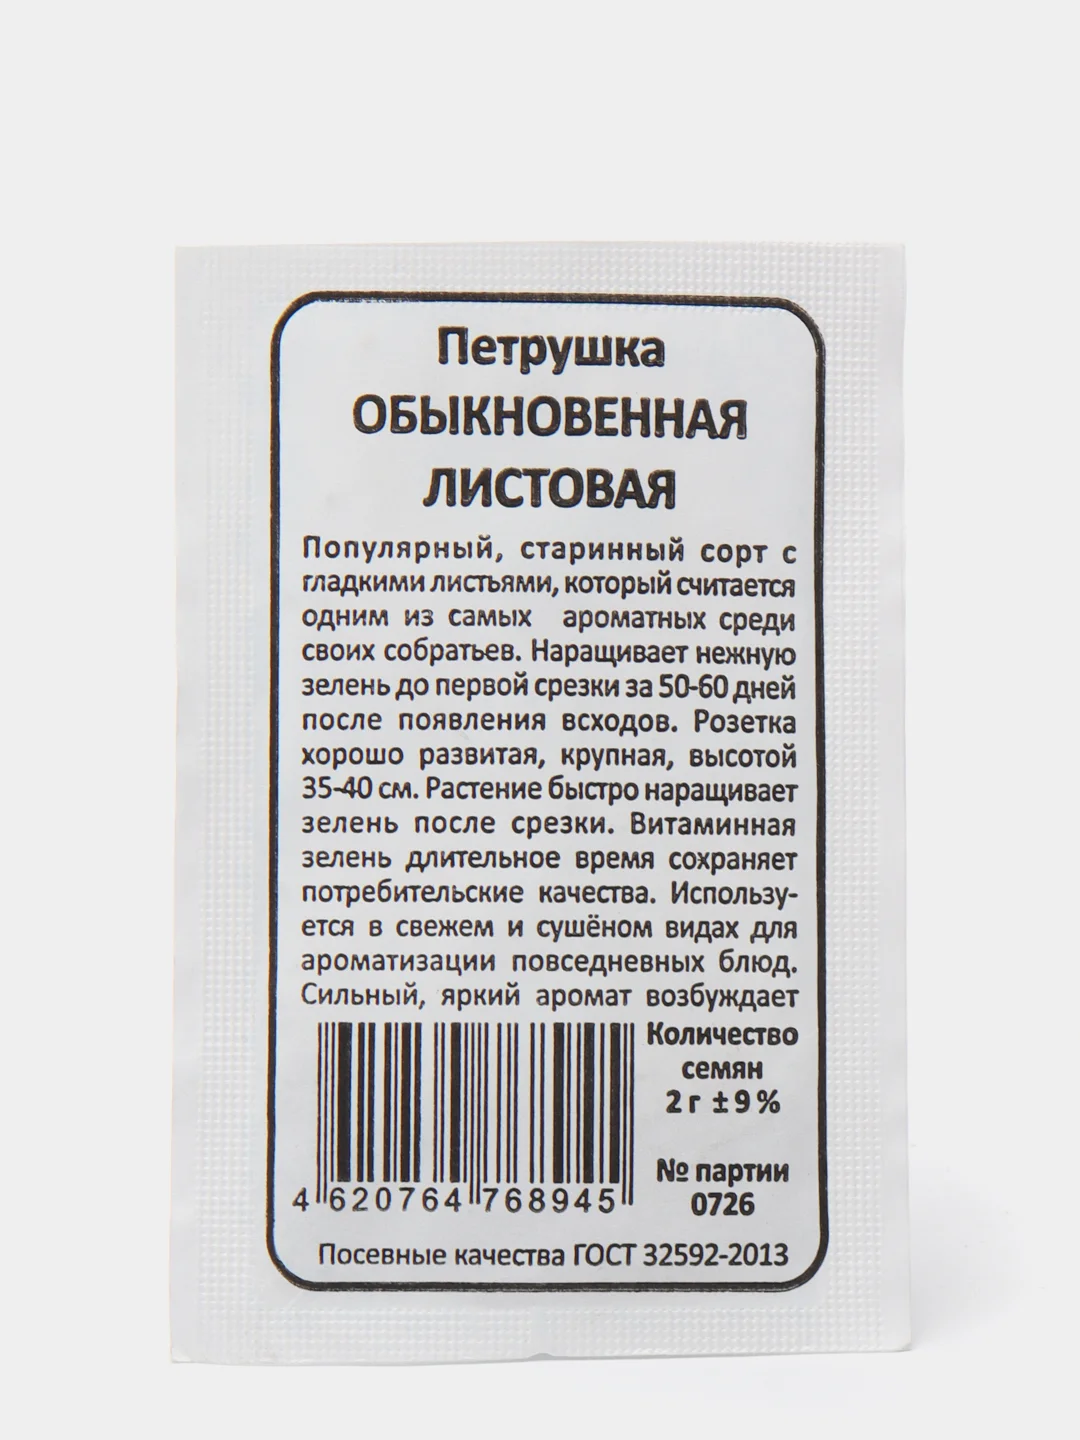 Петрушка
ОБЫКНОВЕННАЯ
ЛИСТОВАЯ
Популярный, старинный сорт с
гладкими листьями, который считается
одним из самых ароматных среди
своих собратьев. Наращивает нежную
зелень до первой срезки за 50-60 дней
после появления всходов. Розетка
хорошо развитая, крупная, высотой
35-40 см. Растение быстро наращивает
зелень после срезки. Витаминная
зелень длительное время сохраняет
потребительские качества. Использу-
ется в свежем и сушёном видах для
ароматизации повседневных блюд.
Сильный, яркий аромат возбуждает
Количество
семян
2 г ± 9 %
№ партии
0726
4 620764 768945
Посевные качества ГОСТ 32592-2013